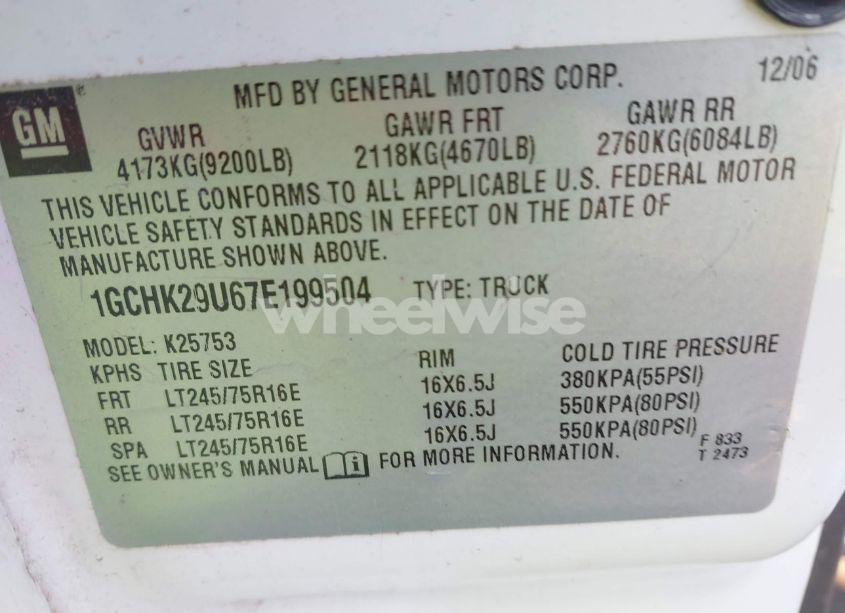 GM
MFD BY GENERAL MOTORS CORP. 12/06
GVWR GAWR FRT GAWR RR
4173KG(9200LB) 2118KG(4670LB) 2760KG(6084LB)
THIS VEHICLE CONFORMS TO ALL APPLICABLE U.S. FEDERAL MOTOR
VEHICLE SAFETY STANDARDS IN EFFECT ON THE DATE OF
MANUFACTURE SHOWN ABOVE.
1GCHK29U67E199504 TYPE: TRUCK
wheelwise
MODEL: K25753
KPHS TIRE SIZE RIM COLD TIRE PRESSURE
FRT LT245/75R16E 16X6.5J 380KPA(55PSI)
RR LT245/75R16E 16X6.5J 550KPA(80PSI)
SPA LT245/75R16E 16X6.5J 550KPA(80PSI)
SEE OWNER'S MANUAL FOR MORE INFORMATION.
F 833
T 2473